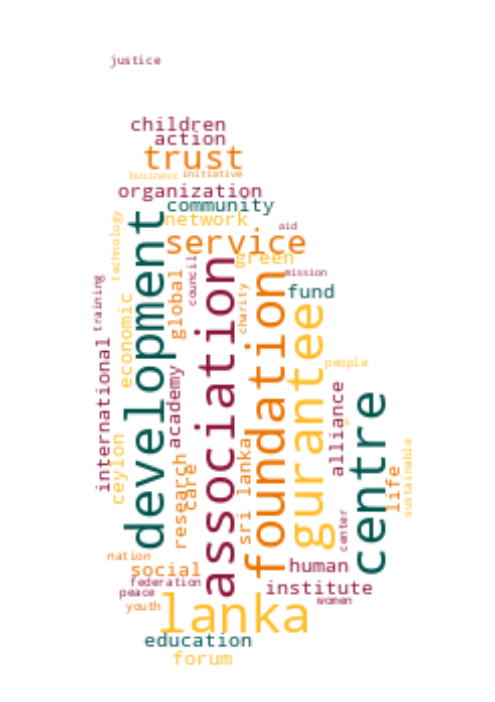 justice
children
action
trust
business
initiative
organization
community
network
aid
service
green
technology
development
council
mission
global
association
foundation
fund
training
economic
charity
gurantee
international
people
academy
alliance
centre
ceylon
research
care
sri lanka
life
sustainable
center
nation
social
human
federation
institute
peace
youth
lanka
women
education
forum